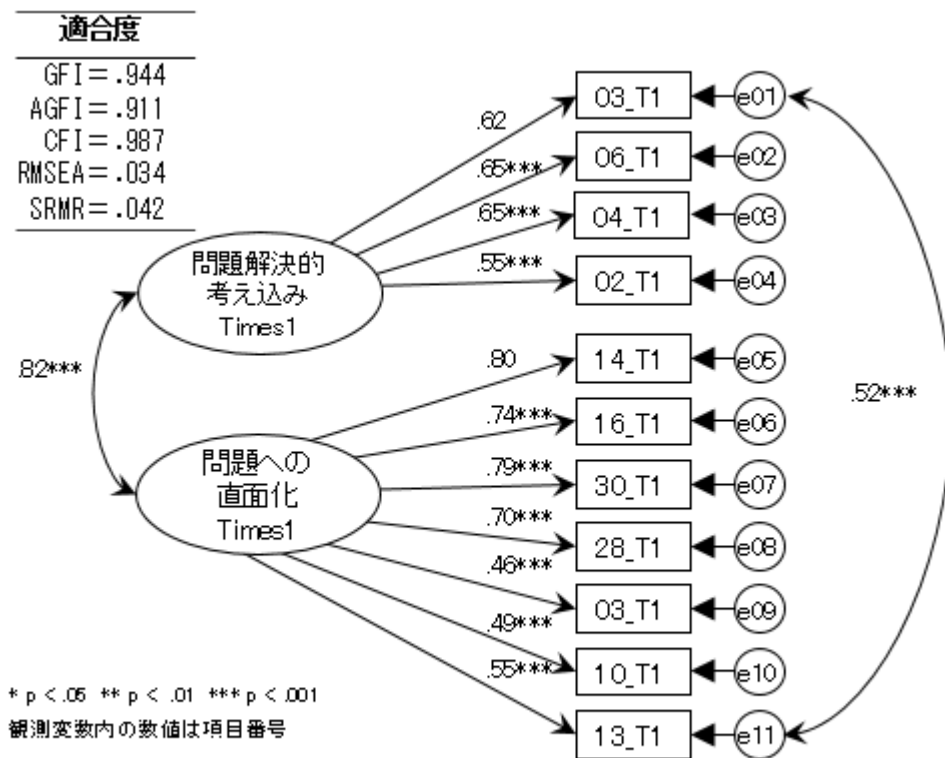 適合度
GFI＝.944
AGFI＝.911
CFI＝.987
RMSEA＝.034
SRMR＝.042
問題解決的
考え込み
Times1
問題への
直面化
Times1
.82***
.62
.65***
.65***
.55***
.80
.74***
.79***
.70***
.46***
.49***
.55***
03_T1
e01
06_T1
e02
04_T1
e03
02_T1
e04
14_T1
e05
16_T1
e06
30_T1
e07
28_T1
e08
03_T1
e09
10_T1
e10
13_T1
e11
.52***
* p <.05 ** p < .01 *** p <.001
観測変数内の数値は項目番号